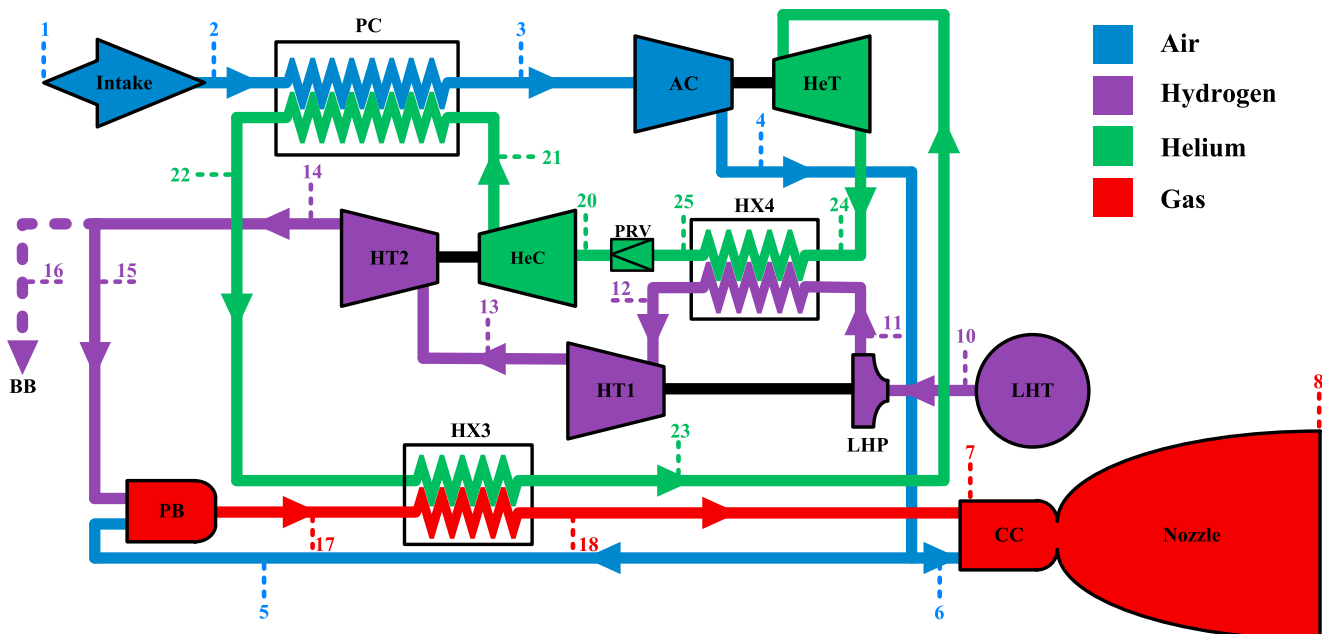 1
2
PC
3
Intake
AC
HeT
Air
Hydrogen
Helium
Gas
4
22
21
14
20
PRV
25
HX4
24
HT2
HeC
16
15
13
12
11
10
BB
HT1
LHP
LHT
8
HX3
23
7
PB
CC
Nozzle
17
18
5
6